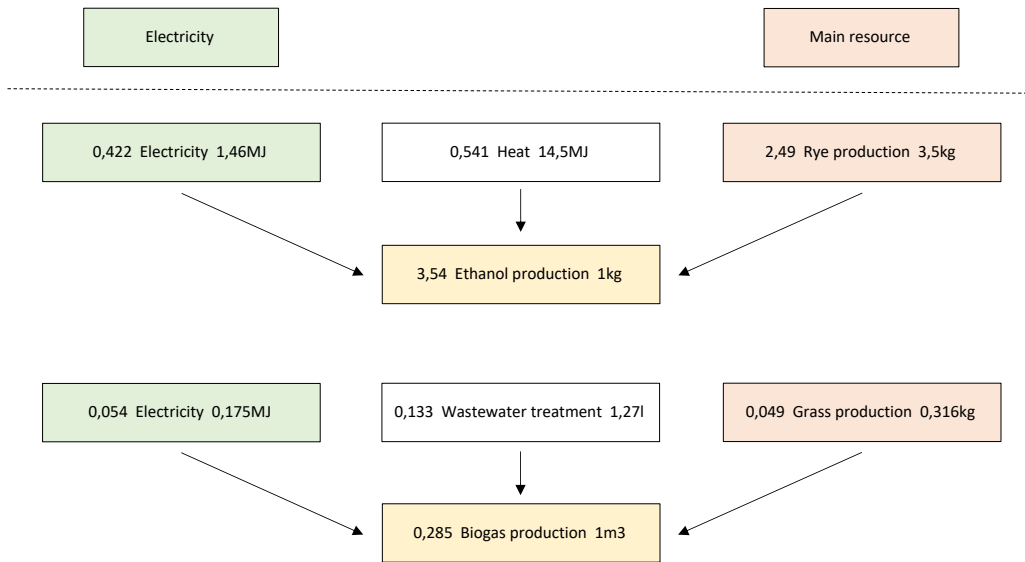 Electricity
Main resource
0,422 Electricity 1,46MJ
0,541 Heat 14,5MJ
2,49 Rye production 3,5kg
3,54 Ethanol production 1kg
0,054 Electricity 0,175MJ
0,133 Wastewater treatment 1,27l
0,049 Grass production 0,316kg
0,285 Biogas production 1m3